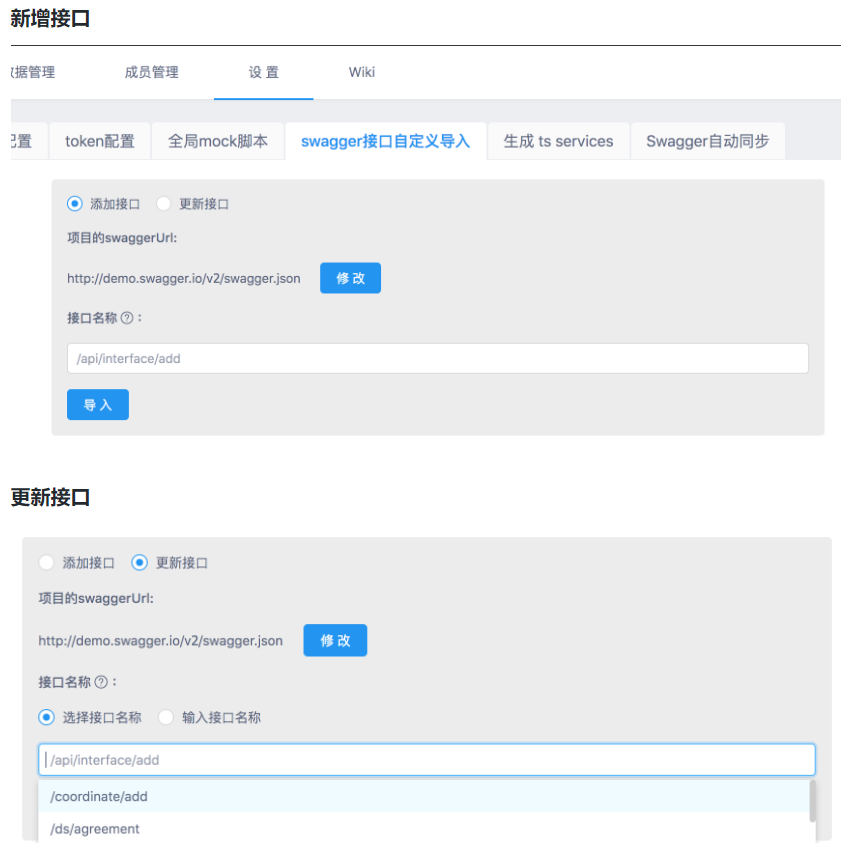 新增接口
数据管理 成员管理 设 置 Wiki
配置 token配置 全局mock脚本 swagger接口自定义导入 生成 ts services Swagger自动同步
添加接口 更新接口
项目的swaggerUrl:
http://demo.swagger.io/v2/swagger.json 修 改
接口名称 ? :
/api/interface/add
导 入
更新接口
添加接口 更新接口
项目的swaggerUrl:
http://demo.swagger.io/v2/swagger.json 修 改
接口名称 ? :
选择接口名称 输入接口名称
/api/interface/add
/coordinate/add
/ds/agreement